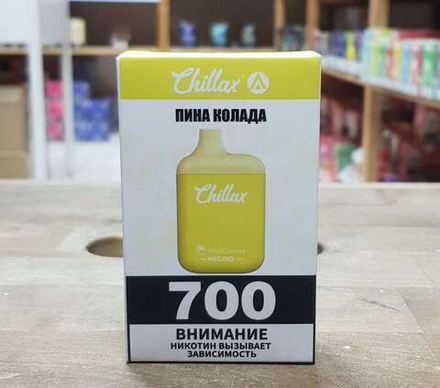 Chillax
ПИНА КОЛАДА
Chillax
MICRO
700
ВНИМАНИЕ
НИКОТИН ВЫЗЫВАЕТ
ЗАВИСИМОСТЬ